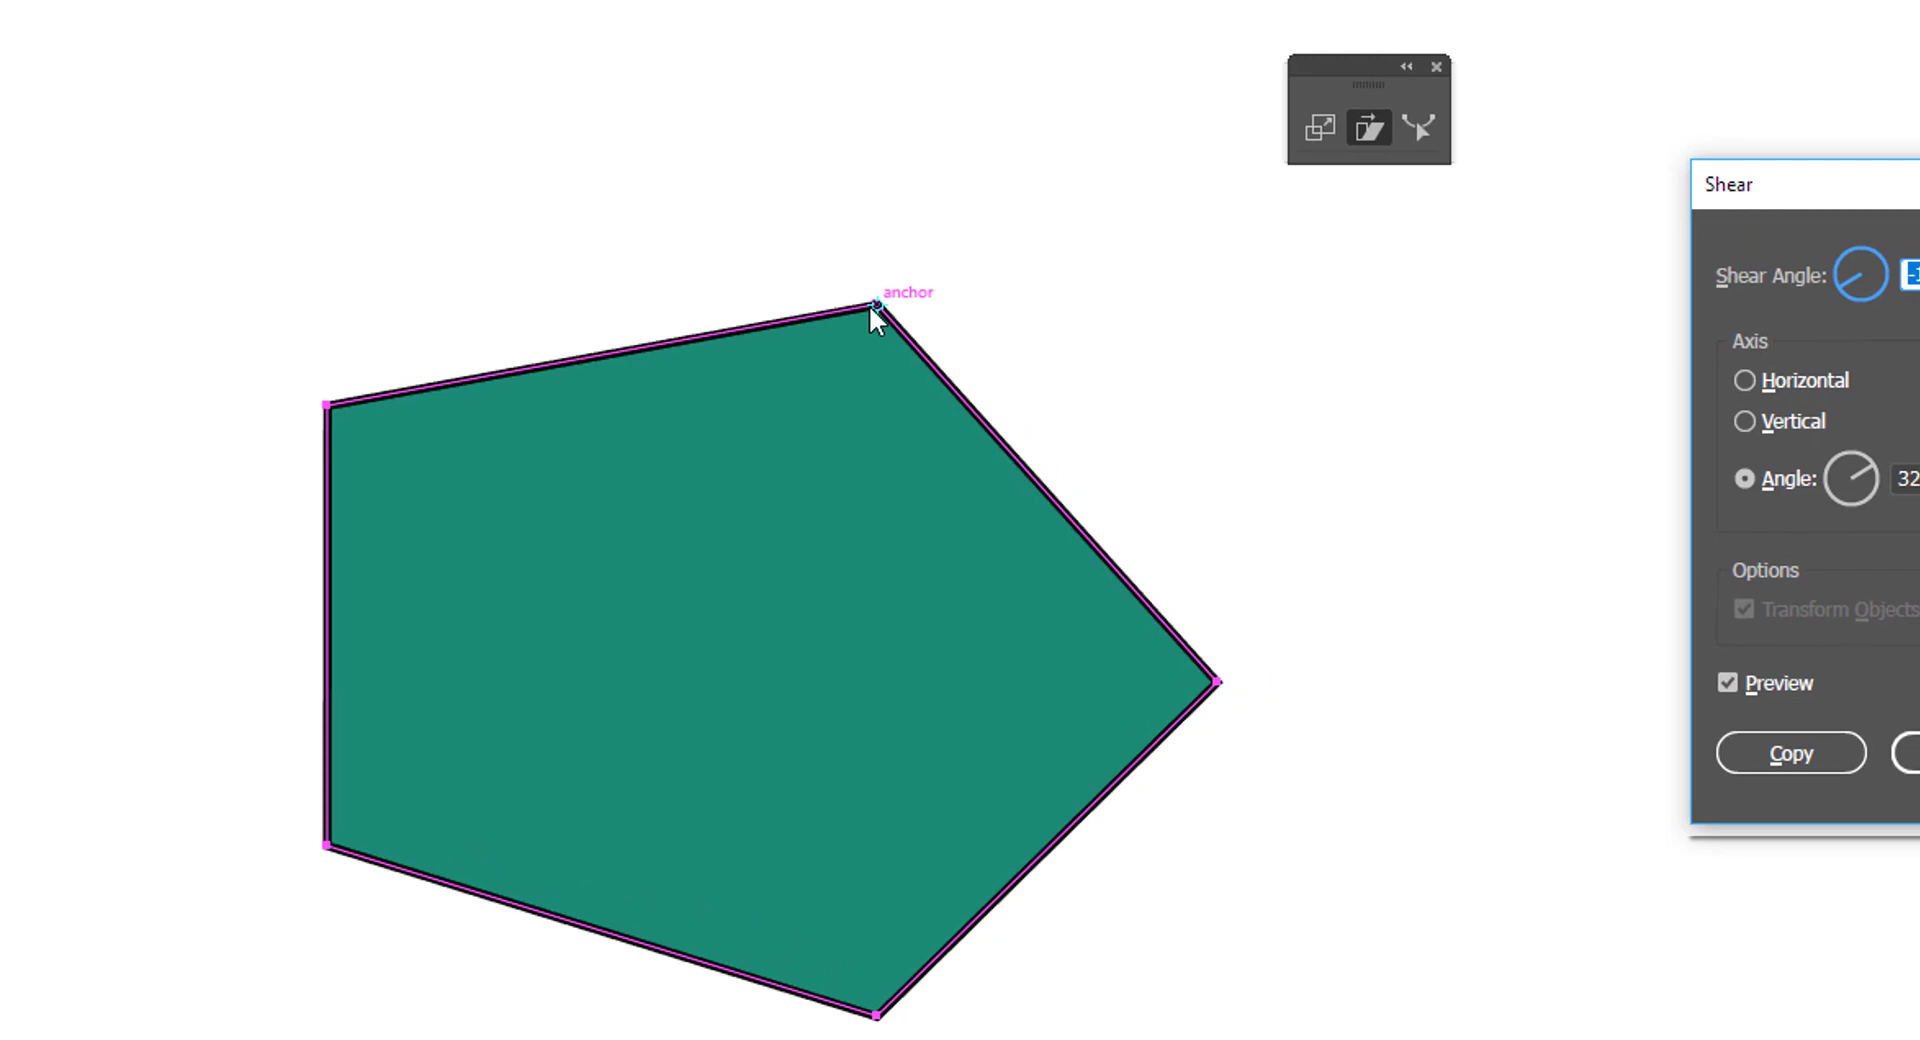 anchor
Shear
Shear Angle:
Axis
Horizontal
Vertical
Angle: 32
Options
Transform Objects
Preview
Copy